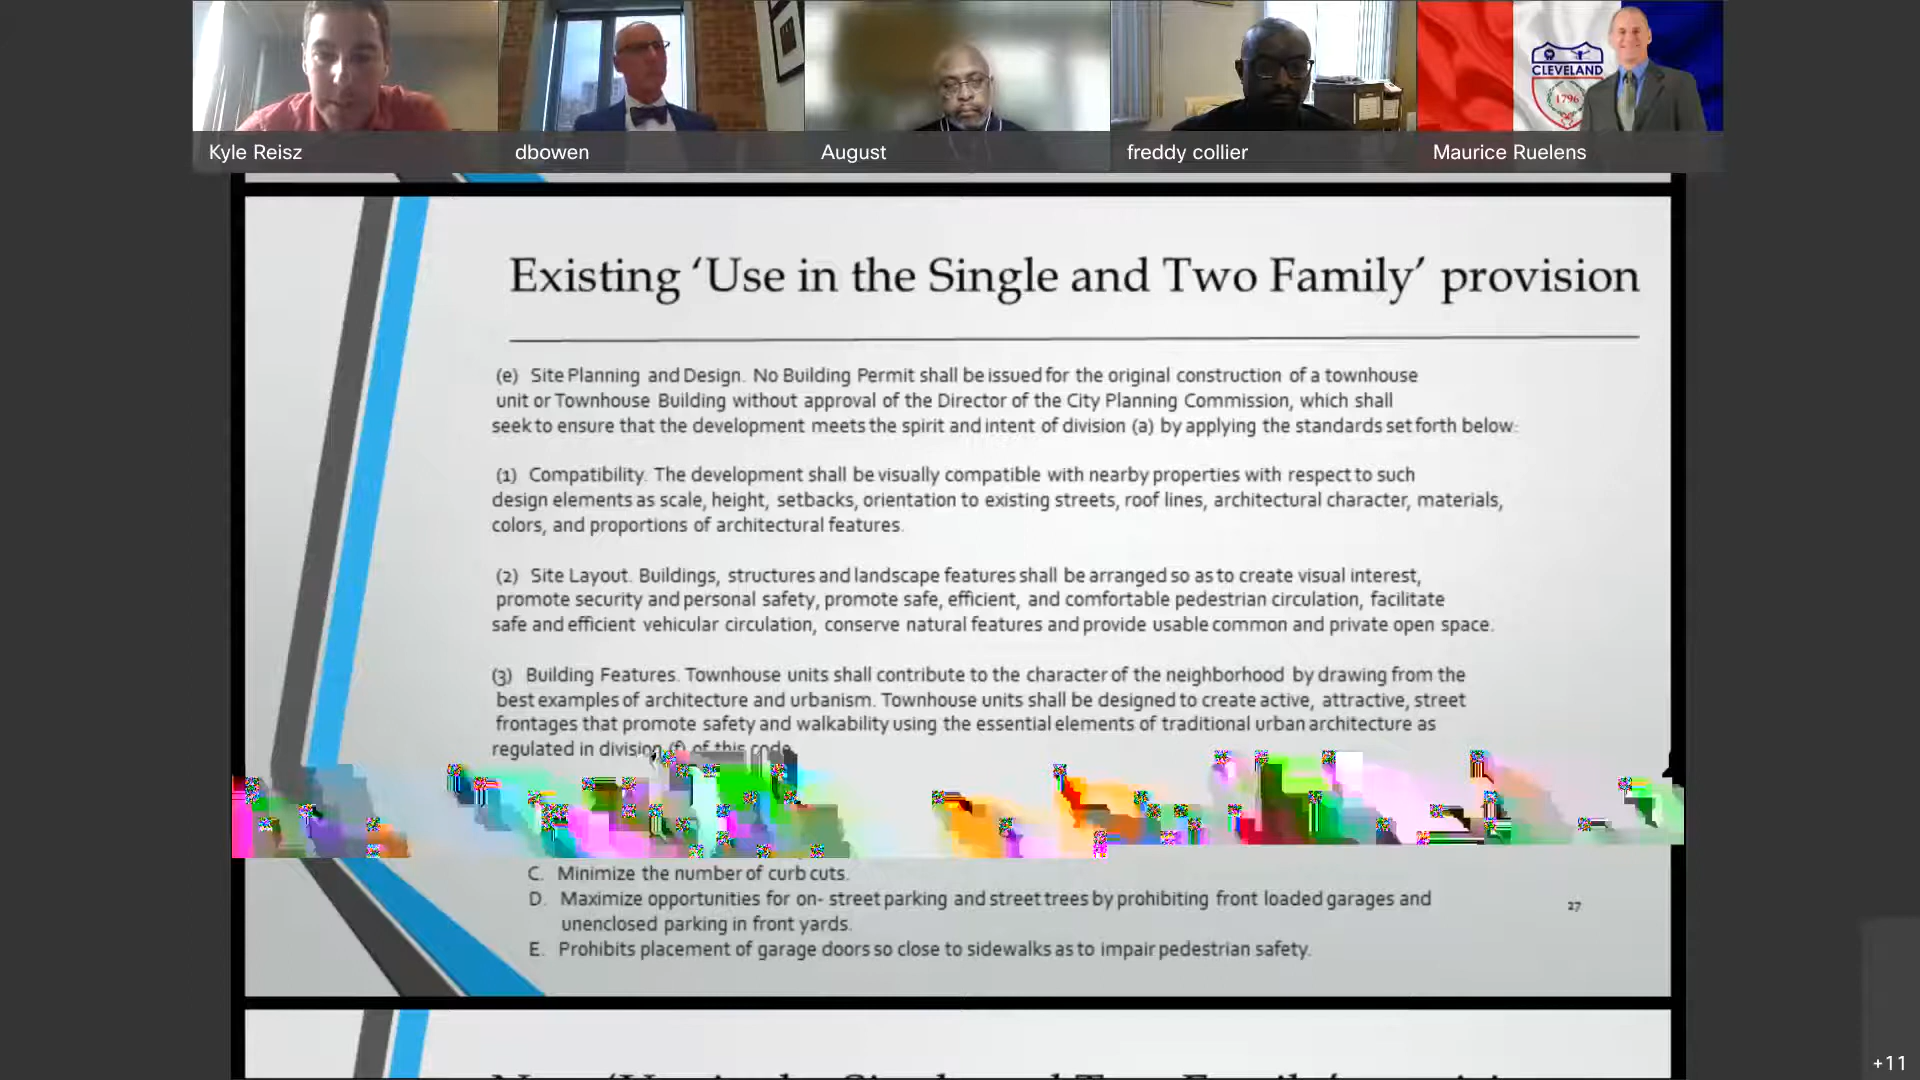 Kyle Reisz
dbowen
August
freddy collier
Maurice Ruelens
CLEVELAND
1796
Existing ‘Use in the Single and Two Family’ provision
(e) Site Planning and Design. No Building Permit shall be issued for the original construction of a townhouse
unit or Townhouse Building without approval of the Director of the City Planning Commission, which shall
seek to ensure that the development meets the spirit and intent of division (a) by applying the standards set forth below:
(1) Compatibility. The development shall be visually compatible with nearby properties with respect to such
design elements as scale, height, setbacks, orientation to existing streets, roof lines, architectural character, materials,
colors, and proportions of architectural features.
(2) Site Layout. Buildings, structures and landscape features shall be arranged so as to create visual interest,
promote security and personal safety, promote safe, efficient, and comfortable pedestrian circulation, facilitate
safe and efficient vehicular circulation, conserve natural features and provide usable common and private open space.
(3) Building Features. Townhouse units shall contribute to the character of the neighborhood by drawing from the
best examples of architecture and urbanism. Townhouse units shall be designed to create active, attractive, street
frontages that promote safety and walkability using the essential elements of traditional urban architecture as
regulated in division (f) of this code
C. Minimize the number of curb cuts.
D. Maximize opportunities for on- street parking and street trees by prohibiting front loaded garages and
unenclosed parking in front yards.
27
E. Prohibits placement of garage doors so close to sidewalks as to impair pedestrian safety.
+11